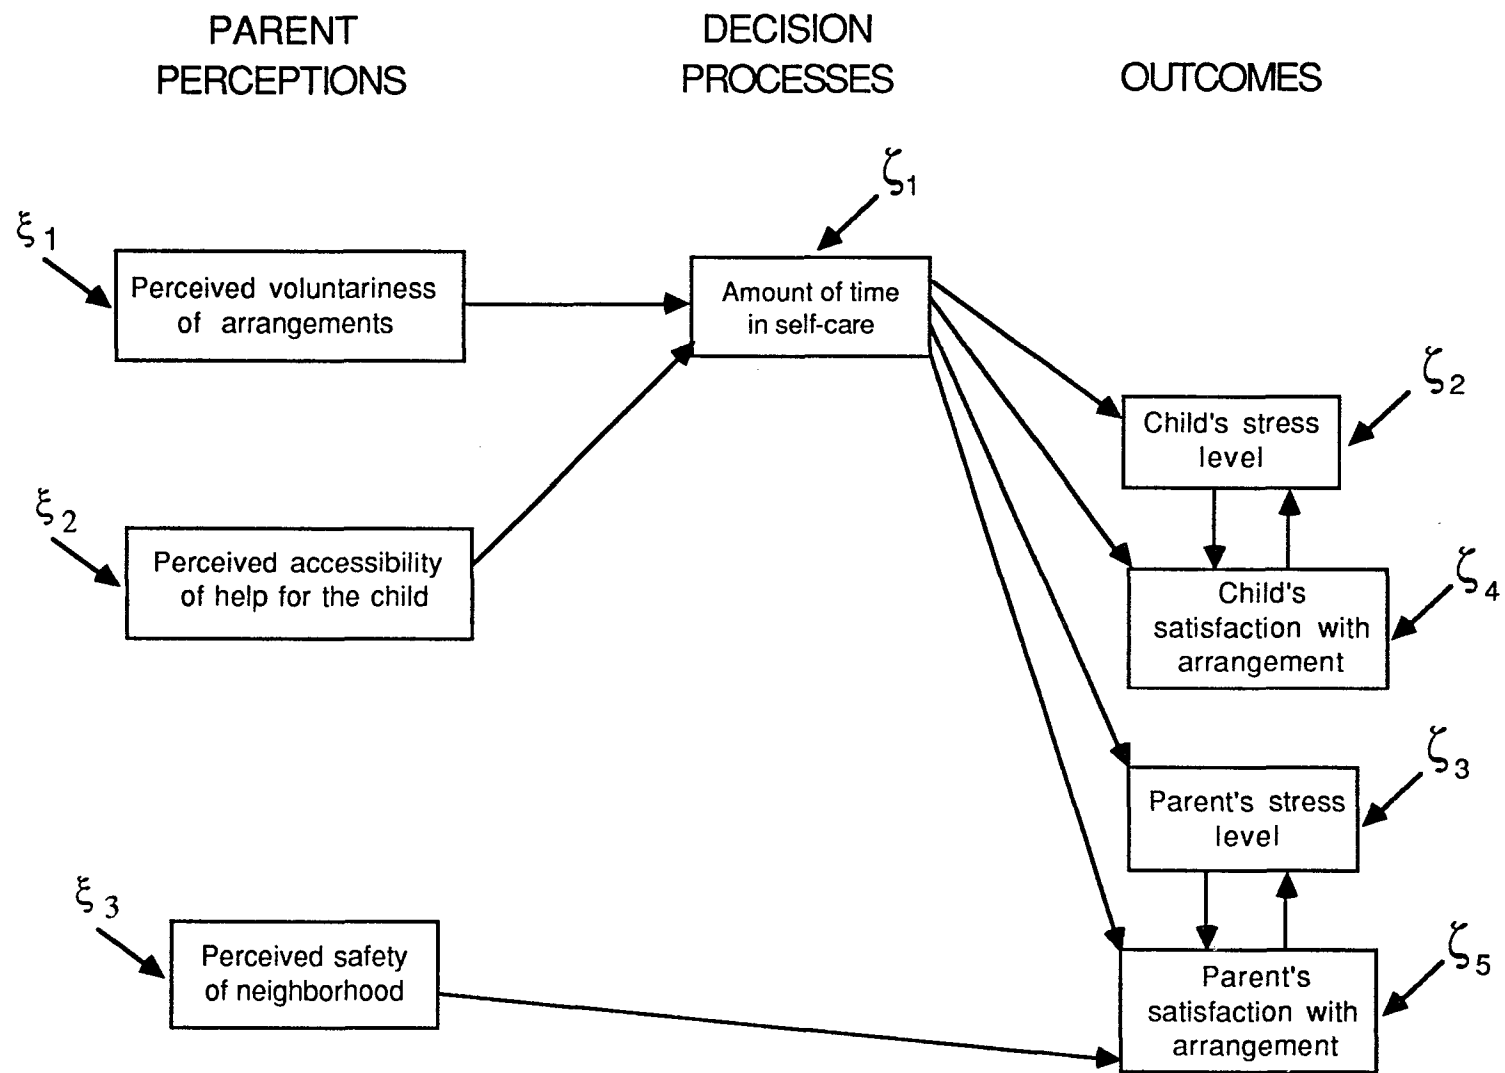 PARENT
PERCEPTIONS
DECISION
PROCESSES
OUTCOMES
ζ1
ξ1
Perceived voluntariness
of arrangements
Amount of time
in self-care
ζ2
Child's stress
level
ξ2
Perceived accessibility
of help for the child
ζ4
Child's
satisfaction with
arrangement
ζ3
Parent's stress
level
ξ3
Perceived safety
of neighborhood
ζ5
Parent's
satisfaction with
arrangement